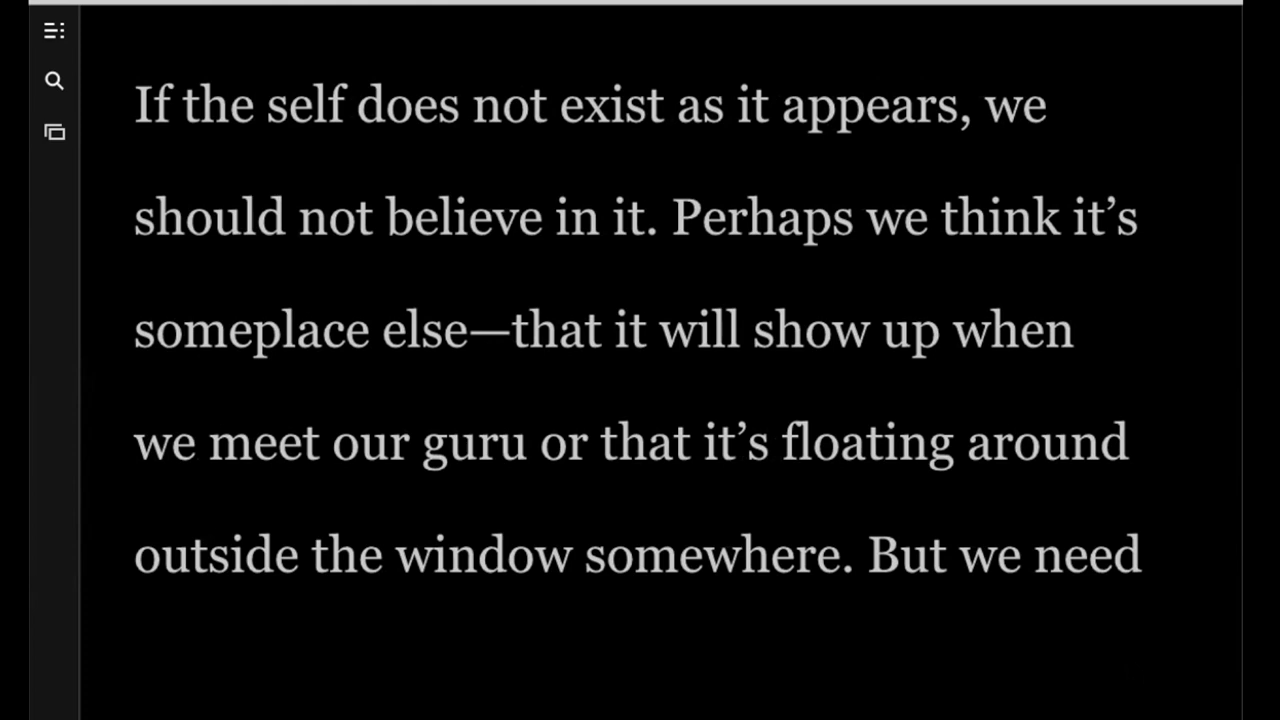 If the self does not exist as it appears, we
should not believe in it. Perhaps we think it’s
someplace else—that it will show up when
we meet our guru or that it’s floating around
outside the window somewhere. But we need